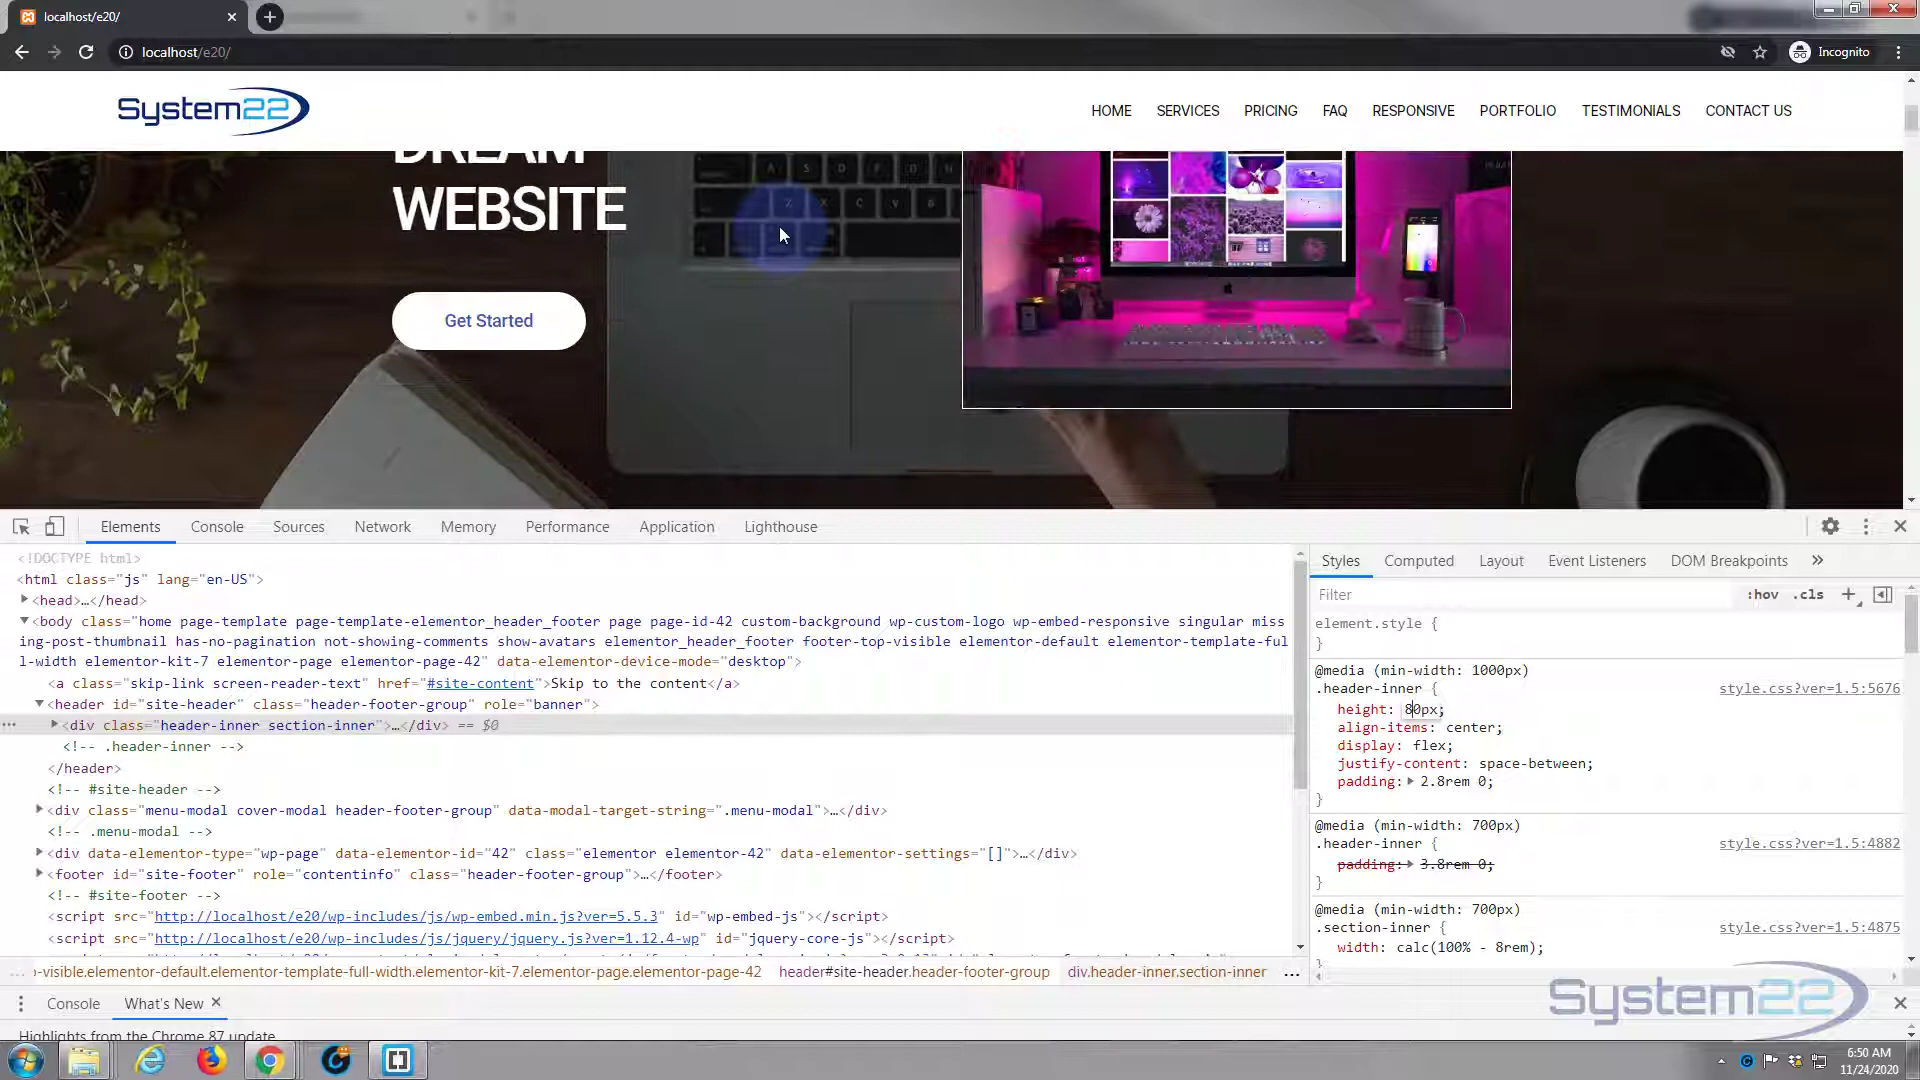 localhost/e20/
localhost/e20/
Incognito
System22
HOME SERVICES PRICING FAQ RESPONSIVE PORTFOLIO TESTIMONIALS CONTACT US
DREAM
WEBSITE
Get Started
Elements Console Sources Network Memory Performance Application Lighthouse
<!DOCTYPE html>
<html class="js" lang="en-US">
<head>…</head>
<body class="home page-template page-template-elementor_header_footer page page-id-42 custom-background wp-custom-logo wp-embed-responsive singular miss
ing-post-thumbnail has-no-pagination not-showing-comments show-avatars elementor_header_footer footer-top-visible elementor-default elementor-template-ful
l-width elementor-kit-7 elementor-page elementor-page-42" data-elementor-device-mode="desktop">
<a class="skip-link screen-reader-text" href="#site-content">Skip to the content</a>
<header id="site-header" class="header-footer-group" role="banner">
<div class="header-inner section-inner">…</div> == $0
<!-- .header-inner -->
</header>
<!-- #site-header -->
<div class="menu-modal cover-modal header-footer-group" data-modal-target-string=".menu-modal">…</div>
<!-- .menu-modal -->
<div data-elementor-type="wp-page" data-elementor-id="42" class="elementor elementor-42" data-elementor-settings="[]">…</div>
<footer id="site-footer" role="contentinfo" class="header-footer-group">…</footer>
<!-- #site-footer -->
<script src="http://localhost/e20/wp-includes/js/wp-embed.min.js?ver=5.5.3" id="wp-embed-js"></script>
<script src="http://localhost/e20/wp-includes/js/jquery/jquery.js?ver=1.12.4-wp" id="jquery-core-js"></script>
… ›-visible.elementor-default.elementor-template-full-width.elementor-kit-7.elementor-page.elementor-page-42 header#site-header.header-footer-group div.header-inner.section-inner …
Styles Computed Layout Event Listeners DOM Breakpoints »
Filter :hov .cls +
element.style {
}
@media (min-width: 1000px)
.header-inner { style.css?ver=1.5:5676
height: 80px;
align-items: center;
display: flex;
justify-content: space-between;
padding: 2.8rem 0;
}
@media (min-width: 700px)
.header-inner { style.css?ver=1.5:4882
padding: 3.8rem 0;
}
@media (min-width: 700px)
.section-inner { style.css?ver=1.5:4875
width: calc(100% - 8rem);
}
Console What's New
Highlights from the Chrome 87 update
System22
6:50 AM
11/24/2020